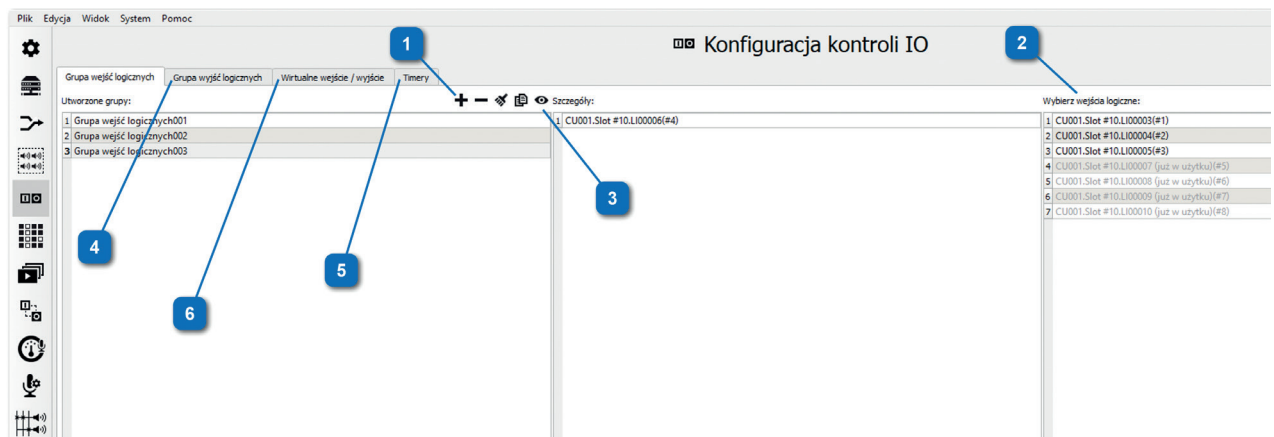 Plik Edycja Widok System Pomoc
Konfiguracja kontroli IO
1
2
Grupa wejść logicznych Grupa wyjść logicznych Wirtualne wejście / wyjście Timery
Utworzone grupy: Szczegóły: Wybierz wejścia logiczne:
1 Grupa wejść logicznych001 1 CU001.Slot #10.LI00006(#4) 1 CU001.Slot #10.LI00003(#1)
2 Grupa wejść logicznych002 2 CU001.Slot #10.LI00004(#2)
3 Grupa wejść logicznych003 3 CU001.Slot #10.LI00005(#3)
4 CU001.Slot #10.LI00007 (już w użytku)(#5)
5 CU001.Slot #10.LI00008 (już w użytku)(#6)
6 CU001.Slot #10.LI00009 (już w użytku)(#7)
7 CU001.Slot #10.LI00010 (już w użytku)(#8)
3
4
5
6